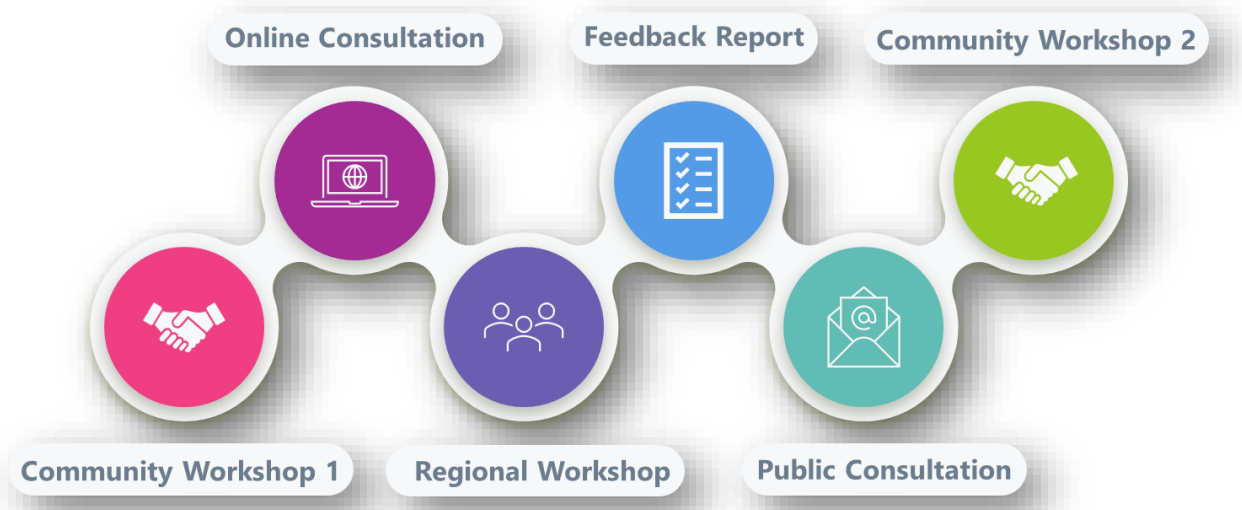 Online Consultation
Feedback Report
Community Workshop 2
@
Community Workshop 1
Regional Workshop
Public Consultation